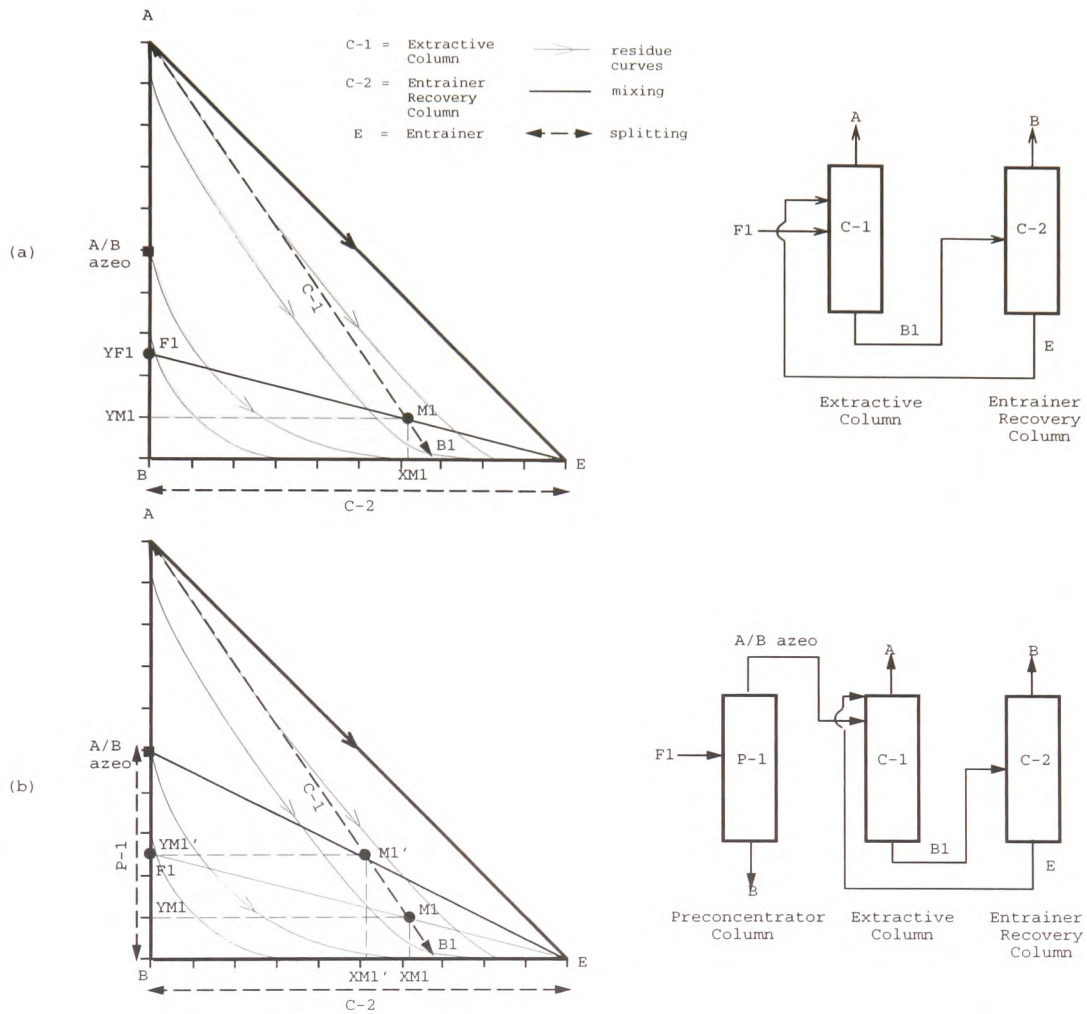 A
C-1 = Extractive
Column
C-2 = Entrainer
Recovery
Column
E = Entrainer
residue
curves
mixing
splitting
(a)
A/B
azeo
YF1
F1
YM1
C-1
M1
B1
B
XM1
E
C-2
A
B
F1
C-1
C-2
B1
E
Extractive
Column
Entrainer
Recovery
Column
A
(b)
A/B
azeo
P-1
YM1'
F1
YM1
C-1
M1'
M1
B1
B
XM1' XM1
E
C-2
A/B azeo
A
B
F1
P-1
C-1
C-2
B1
E
B
Preconcentrator
Column
Extractive
Column
Entrainer
Recovery
Column